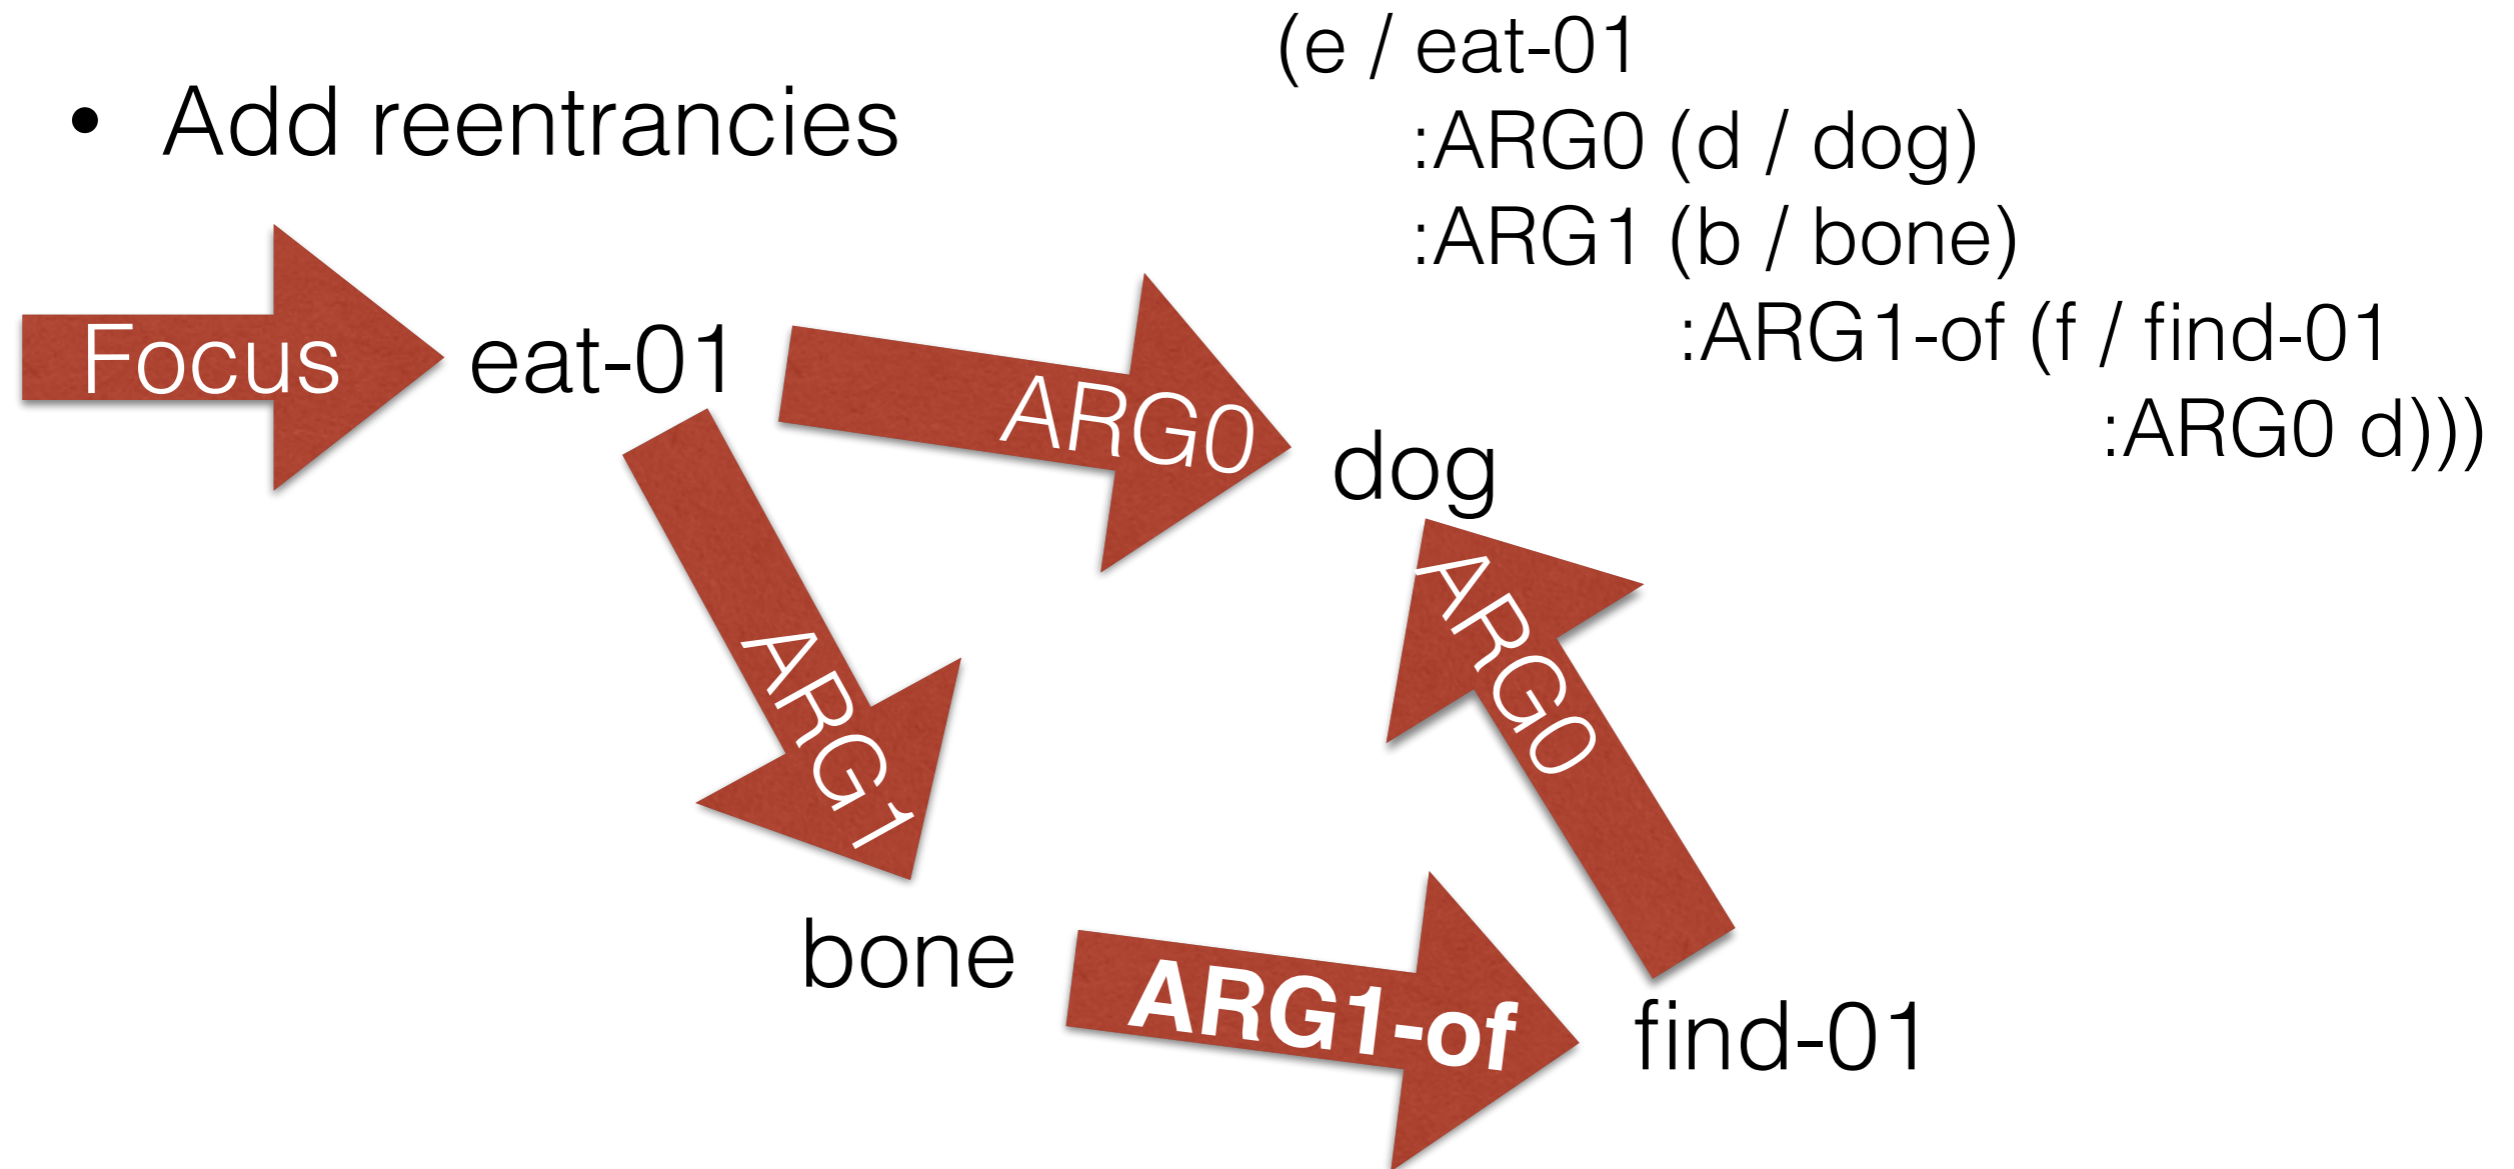 • Add reentrancies
(e / eat-01
:ARG0 (d / dog)
:ARG1 (b / bone)
:ARG1-of (f / find-01
:ARG0 d)))
Focus
eat-01
ARG0
dog
ARG1
ARG0
bone
ARG1-of
find-01